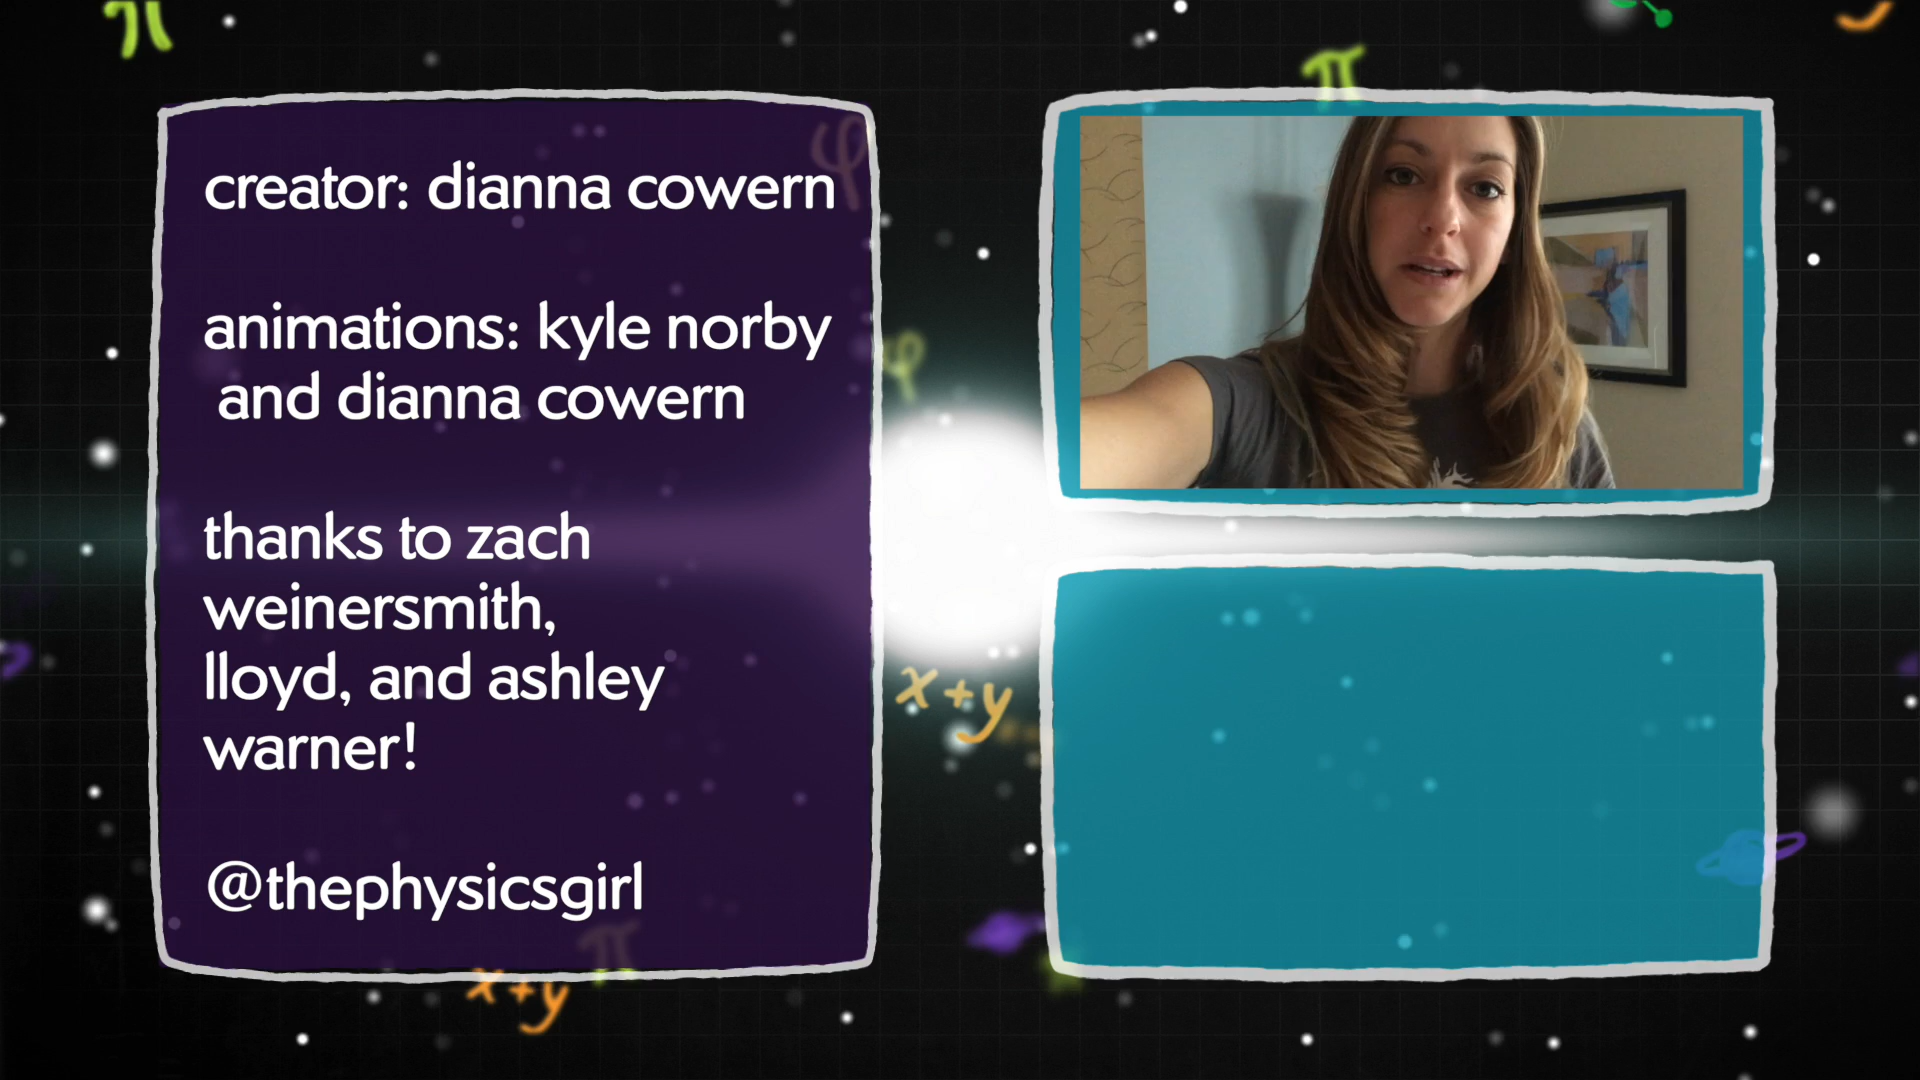 π
π
creator: dianna cowern
φ
animations: kyle norby
and dianna cowern
φ
thanks to zach
weinersmith,
lloyd, and ashley
warner!
x+y
@thephysicsgirl
π
x+y